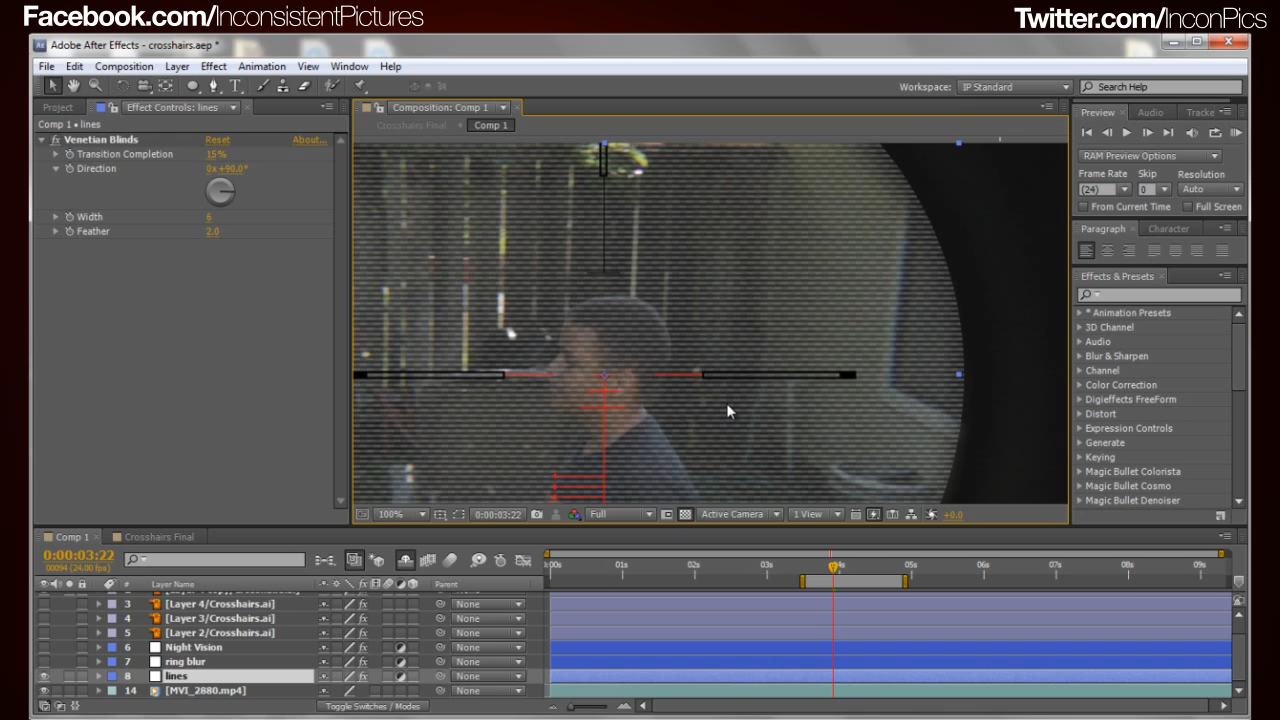 Facebook.com/InconsistentPictures
Twitter.com/InconPics
Adobe After Effects - crosshairs.aep *
File Edit Composition Layer Effect Animation View Window Help
Workspace: IP Standard Search Help
Project Effect Controls: lines
Comp 1 • lines
fx Venetian Blinds Reset About...
Transition Completion 15%
Direction 0x+90.0°
Width 6
Feather 2.0
Composition: Comp 1
Crosshairs Final Comp 1
100% 0:00:03:22 Full Active Camera 1 View +0.0
Preview Audio Tracke
RAM Preview Options
Frame Rate Skip Resolution
(24) 0 Auto
From Current Time Full Screen
Paragraph Character
Effects & Presets
* Animation Presets
3D Channel
Audio
Blur & Sharpen
Channel
Color Correction
Digieffects FreeForm
Distort
Expression Controls
Generate
Keying
Magic Bullet Colorista
Magic Bullet Cosmo
Magic Bullet Denoiser
Comp 1 Crosshairs Final
0:00:03:22
00094 (24.00 fps)
# Layer Name Parent
:00s 01s 02s 03s 04s 05s 06s 07s 08s 09s
3 [Layer 4/Crosshairs.ai] fx None
4 [Layer 3/Crosshairs.ai] fx None
5 [Layer 2/Crosshairs.ai] fx None
6 Night Vision fx None
7 ring blur fx None
8 lines fx None
14 [MVI_2880.mp4] None
Toggle Switches / Modes